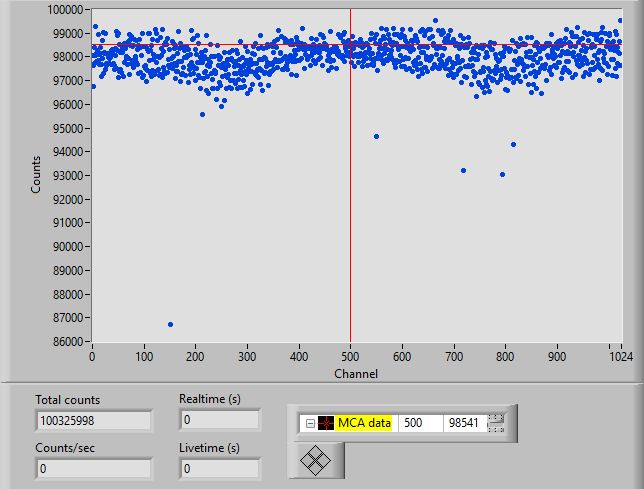 100000
99000
98000
97000
96000
95000
94000
93000
92000
91000
90000
89000
88000
87000
86000
Counts
0 100 200 300 400 500 600 700 800 900 1024
Channel
Total counts
100325998
Realtime (s)
0
Counts/sec
0
Livetime (s)
0
MCA data 500 98541